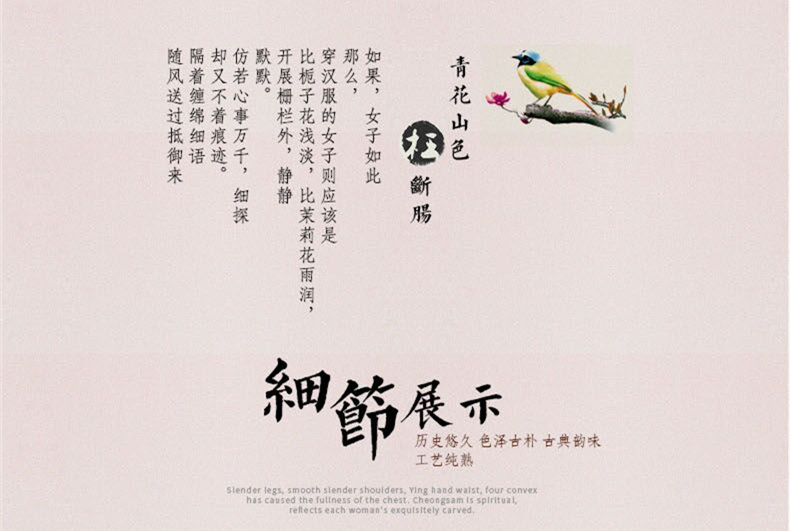 青花山色
枉斷腸
如果，女子如此
那么，
穿汉服的女子则应该是
比栀子花浅淡，比茉莉花雨润，
开展栅栏外，静静
默默。
仿若心事万千，细探
却又不着痕迹。
隔着缠绵细语
随风送过抵御来
細節展示
历史悠久 色泽古朴 古典韵味
工艺纯熟
Slender legs, smooth slender shoulders, Ying hand waist, four convex
has caused the fullness of the chest. Cheongsam is spiritual,
reflects each woman's exquisitely carved.